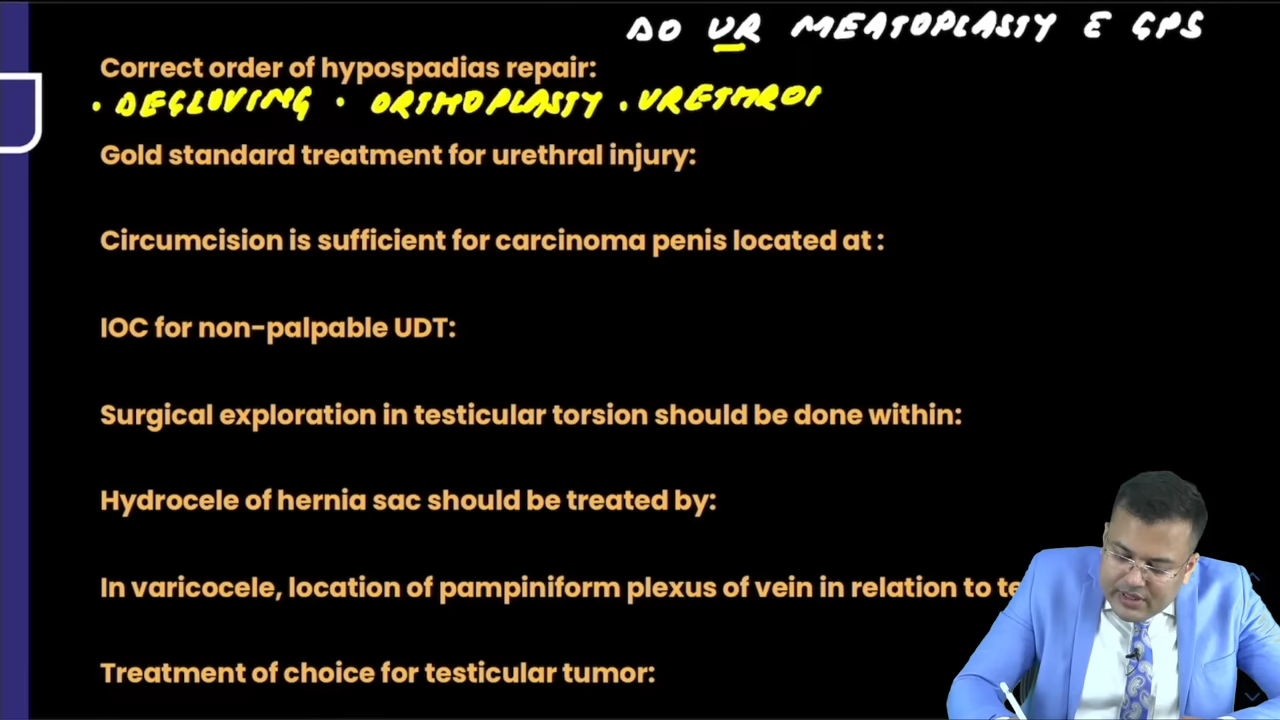 DO UR MEATOPLASTY E GPS
Correct order of hypospadias repair:
. DEGLOVING . ORTHOPLASTY . URETHROP
Gold standard treatment for urethral injury:
Circumcision is sufficient for carcinoma penis located at :
IOC for non-palpable UDT:
Surgical exploration in testicular torsion should be done within:
Hydrocele of hernia sac should be treated by:
In varicocele, location of pampiniform plexus of vein in relation to te
Treatment of choice for testicular tumor: